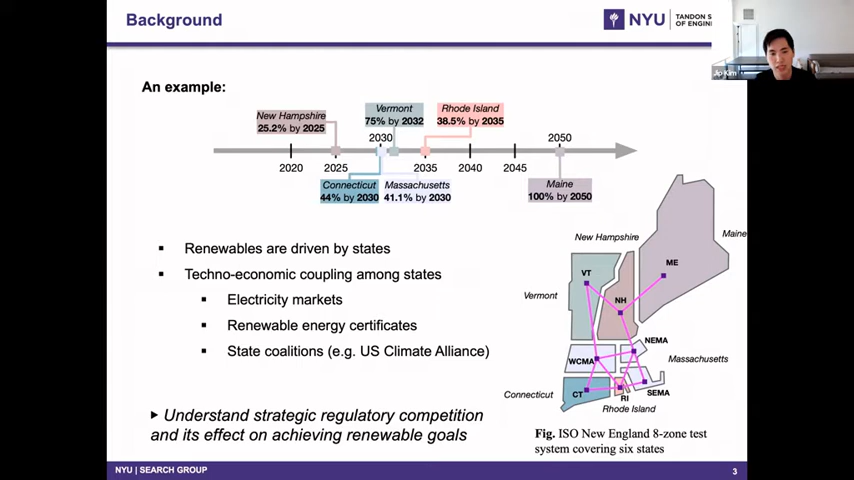 Background
NYU
TANDON S
OF ENGINE
Jip Kim
An example:
New Hampshire
25.2% by 2025
Vermont
75% by 2032
Rhode Island
38.5% by 2035
2030
2050
2020
2025
2035
2040
2045
Connecticut
44% by 2030
Massachusetts
41.1% by 2030
Maine
100% by 2050
▪ Renewables are driven by states
▪ Techno-economic coupling among states
▪ Electricity markets
▪ Renewable energy certificates
▪ State coalitions (e.g. US Climate Alliance)
▸ Understand strategic regulatory competition
and its effect on achieving renewable goals
New Hampshire
Maine
VT
ME
Vermont
NH
NEMA
WCMA
Massachusetts
CT
RI
SEMA
Connecticut
Rhode Island
Fig. ISO New England 8-zone test
system covering six states
NYU | SEARCH GROUP
3